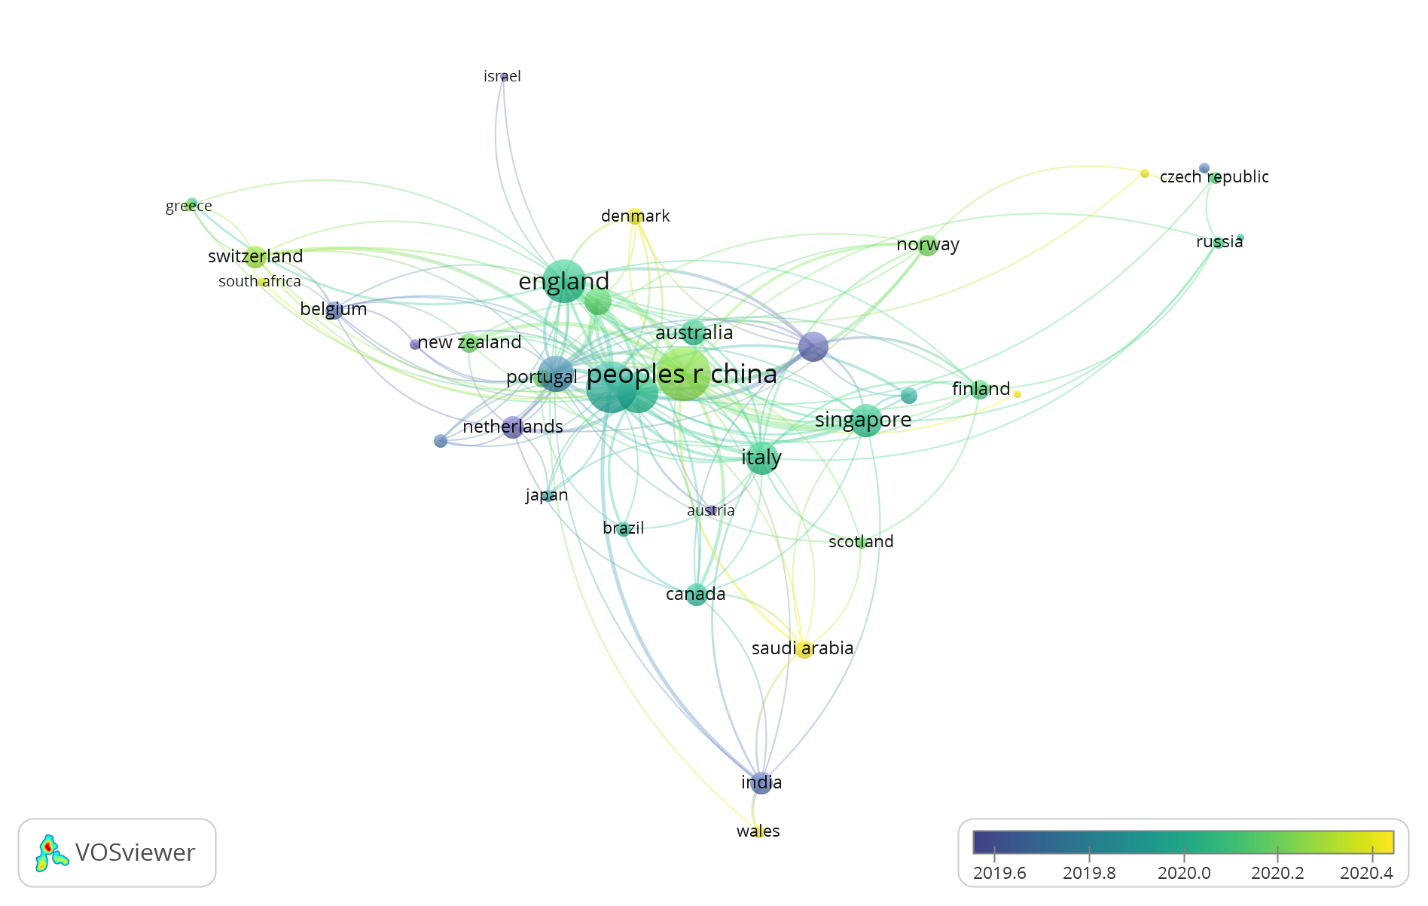 israel
czech republic
greece
denmark
russia
norway
switzerland
south africa
england
belgium
australia
new zealand
peoples r china
portugal
finland
singapore
netherlands
italy
japan
austria
brazil
scotland
canada
saudi arabia
india
wales
VOSviewer
2019.6 2019.8 2020.0 2020.2 2020.4